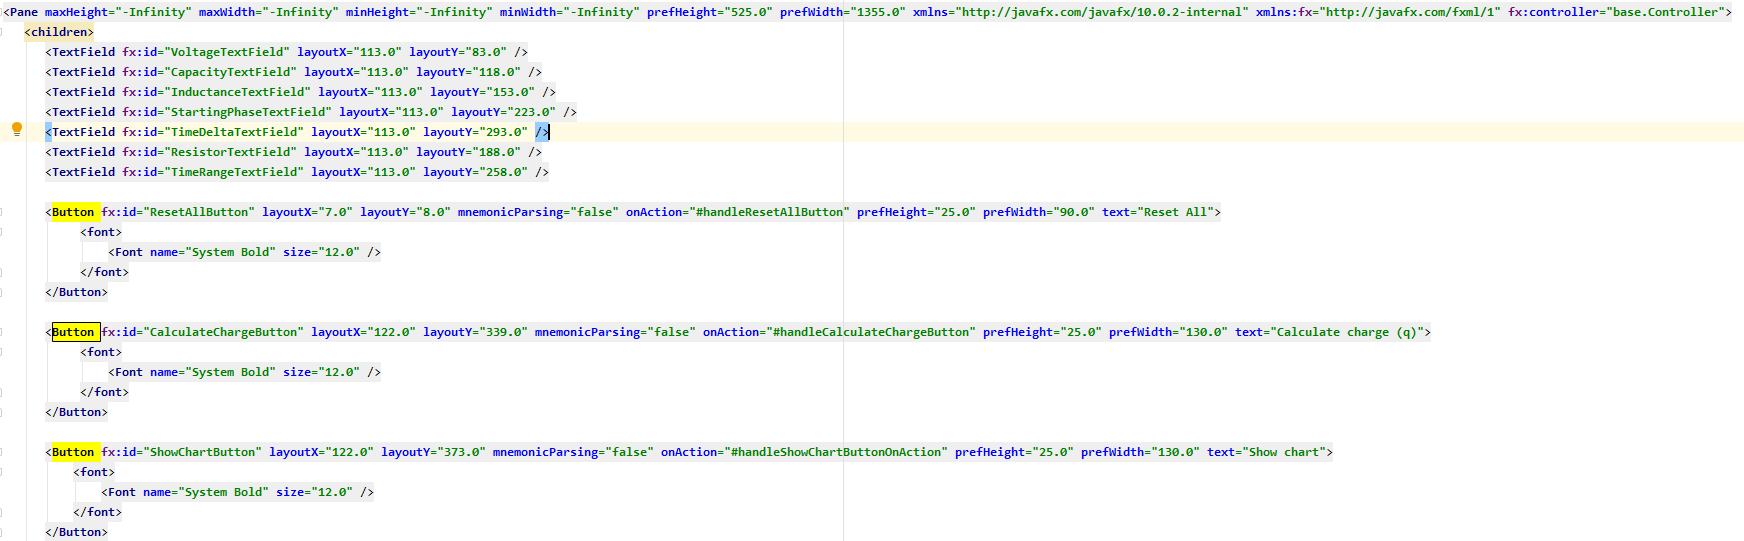 <Pane maxHeight="-Infinity" maxWidth="-Infinity" minHeight="-Infinity" minWidth="-Infinity" prefHeight="525.0" prefWidth="1355.0" xmlns="http://javafx.com/javafx/10.0.2-internal" xmlns:fx="http://javafx.com/fxml/1" fx:controller="base.Controller">
<children>
<TextField fx:id="VoltageTextField" layoutX="113.0" layoutY="83.0" />
<TextField fx:id="CapacityTextField" layoutX="113.0" layoutY="118.0" />
<TextField fx:id="InductanceTextField" layoutX="113.0" layoutY="153.0" />
<TextField fx:id="StartingPhaseTextField" layoutX="113.0" layoutY="223.0" />
<TextField fx:id="TimeDeltaTextField" layoutX="113.0" layoutY="293.0" />
<TextField fx:id="ResistorTextField" layoutX="113.0" layoutY="188.0" />
<TextField fx:id="TimeRangeTextField" layoutX="113.0" layoutY="258.0" />
<Button fx:id="ResetAllButton" layoutX="7.0" layoutY="8.0" mnemonicParsing="false" onAction="#handleResetAllButton" prefHeight="25.0" prefWidth="90.0" text="Reset All">
<font>
<Font name="System Bold" size="12.0" />
</font>
</Button>
<Button fx:id="CalculateChargeButton" layoutX="122.0" layoutY="339.0" mnemonicParsing="false" onAction="#handleCalculateChargeButton" prefHeight="25.0" prefWidth="130.0" text="Calculate charge (q)">
<font>
<Font name="System Bold" size="12.0" />
</font>
</Button>
<Button fx:id="ShowChartButton" layoutX="122.0" layoutY="373.0" mnemonicParsing="false" onAction="#handleShowChartButtonOnAction" prefHeight="25.0" prefWidth="130.0" text="Show chart">
<font>
<Font name="System Bold" size="12.0" />
</font>
</Button>